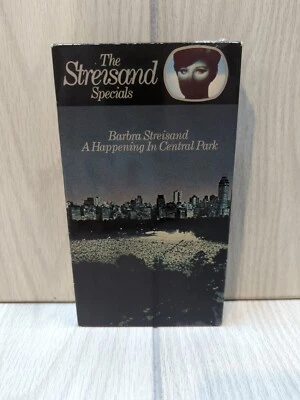 The
Streisand
Specials
Barbra Streisand
A Happening In Central Park